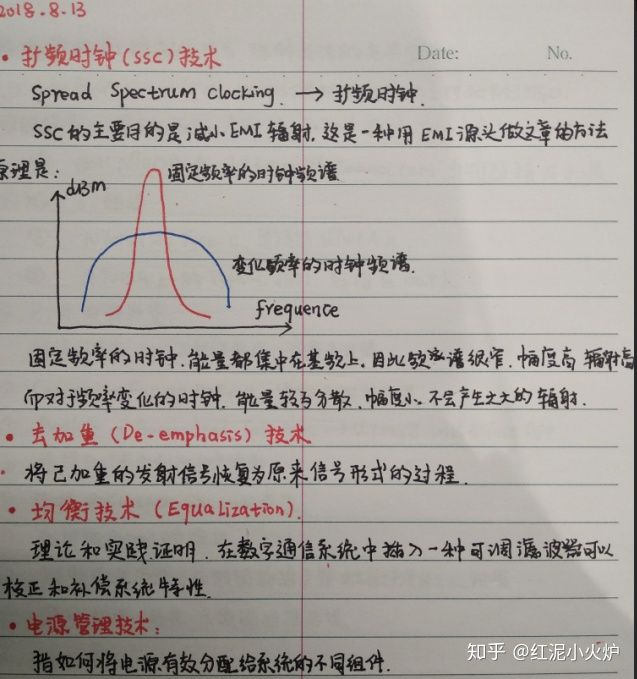 2018.8.13
• 扩频时钟(SSC)技术
Date: No.
Spread Spectrum clocking. → 扩频时钟.
SSC的主要目的是减小EMI辐射. 这是一种用EMI源头做文章的方法
原理是:
dBm
固定频率的时钟频谱
变化频率的时钟频谱.
frequence
固定频率的时钟. 能量都集中在基频上. 因此频谱很窄. 幅度高 辐射高
而对于频率变化的时钟. 能量较为分散. 幅度小. 不会产生太大的辐射.
• 去加重 (De-emphasis) 技术
· 将已加重的发射信号恢复为原来信号形式的过程.
• 均衡技术 (Equalization).
理论和实践证明. 在数字通信系统中插入一种可调滤波器可以
校正和补偿系统特性.
• 电源管理技术:
指如何将电源有效分配给系统的不同组件.
知乎 @红泥小火炉